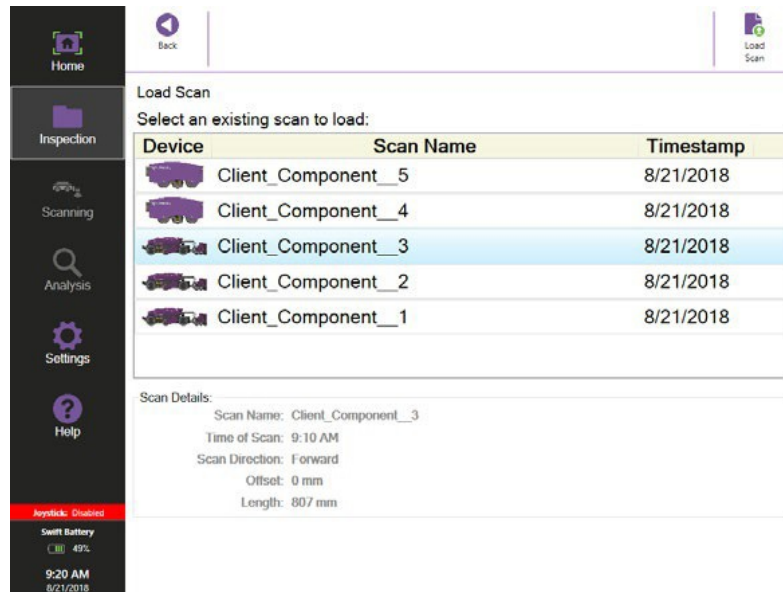 Home
Inspection
Scanning
Analysis
Settings
Help
Joystick: Disabled
Swift Battery
49%
9:20 AM
8/21/2018
Back
Load
Scan
Load Scan
Select an existing scan to load:
Device Scan Name Timestamp
Client_Component__5 8/21/2018
Client_Component__4 8/21/2018
Client_Component__3 8/21/2018
Client_Component__2 8/21/2018
Client_Component__1 8/21/2018
Scan Details:
Scan Name: Client_Component__3
Time of Scan: 9:10 AM
Scan Direction: Forward
Offset: 0 mm
Length: 807 mm